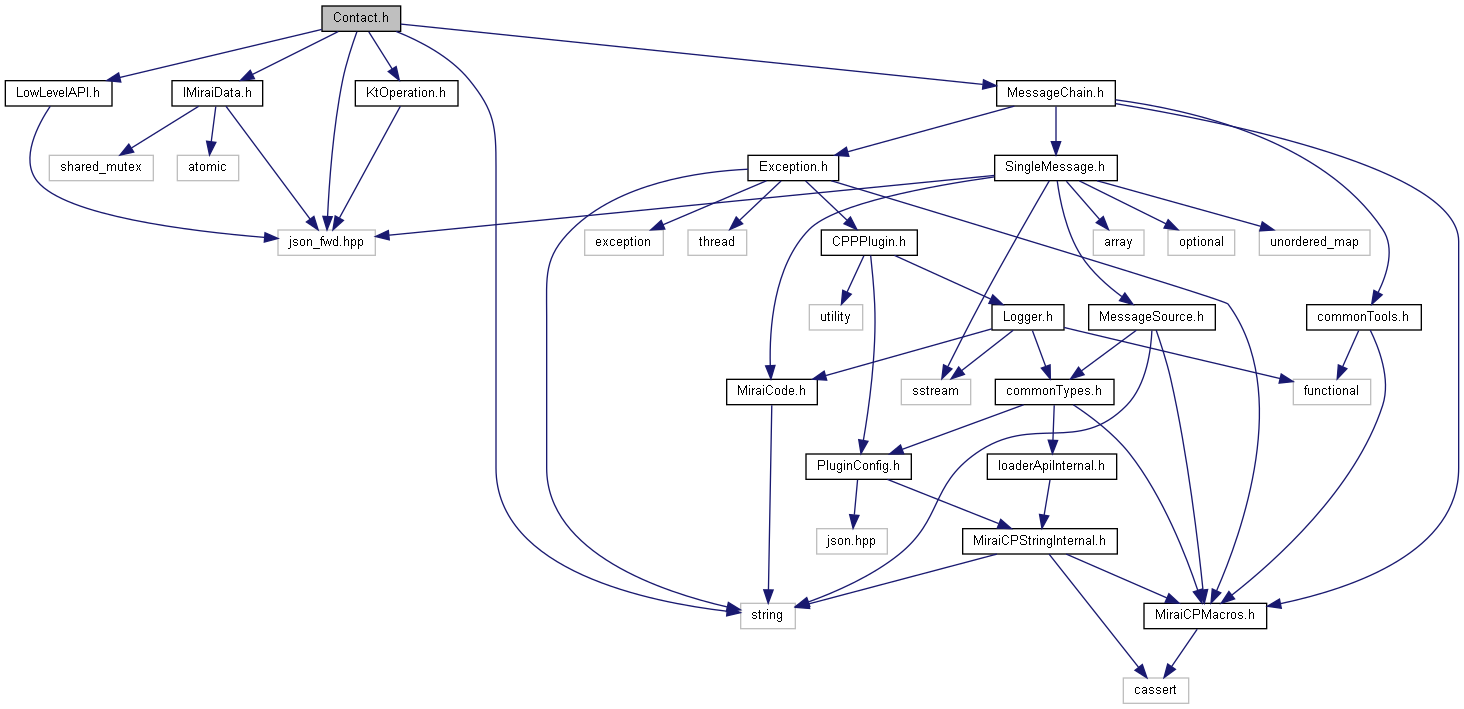 Contact.h
LowLevelAPI.h
IMiraiData.h
KtOperation.h
MessageChain.h
shared_mutex
atomic
Exception.h
SingleMessage.h
json_fwd.hpp
exception
thread
CPPPlugin.h
array
optional
unordered_map
utility
Logger.h
MessageSource.h
commonTools.h
MiraiCode.h
sstream
commonTypes.h
functional
PluginConfig.h
loaderApiInternal.h
json.hpp
MiraiCPStringInternal.h
string
MiraiCPMacros.h
cassert